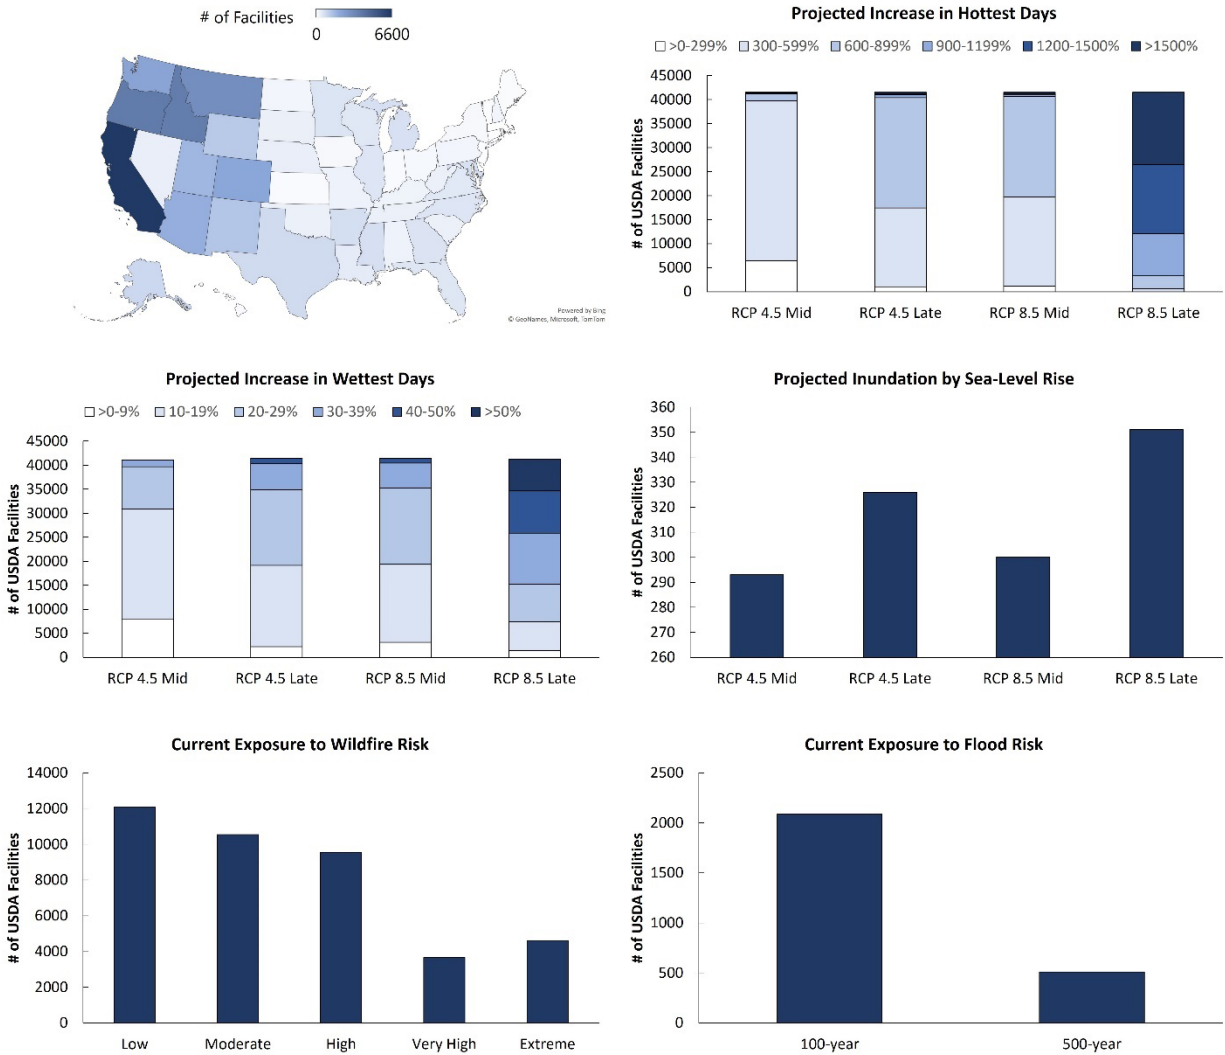 # of Facilities
0 6600
Powered by Bing
© GeoNames, Microsoft, TomTom
Projected Increase in Hottest Days
>0-299% 300-599% 600-899% 900-1199% 1200-1500% >1500%
# of USDA Facilities
45000
40000
35000
30000
25000
20000
15000
10000
5000
0
RCP 4.5 Mid RCP 4.5 Late RCP 8.5 Mid RCP 8.5 Late
Projected Increase in Wettest Days
>0-9% 10-19% 20-29% 30-39% 40-50% >50%
# of USDA Facilities
45000
40000
35000
30000
25000
20000
15000
10000
5000
0
RCP 4.5 Mid RCP 4.5 Late RCP 8.5 Mid RCP 8.5 Late
Projected Inundation by Sea-Level Rise
# of USDA Facilities
360
350
340
330
320
310
300
290
280
270
260
RCP 4.5 Mid RCP 4.5 Late RCP 8.5 Mid RCP 8.5 Late
Current Exposure to Wildfire Risk
# of USDA Facilities
14000
12000
10000
8000
6000
4000
2000
0
Low Moderate High Very High Extreme
Current Exposure to Flood Risk
# of USDA Facilities
2500
2000
1500
1000
500
0
100-year 500-year